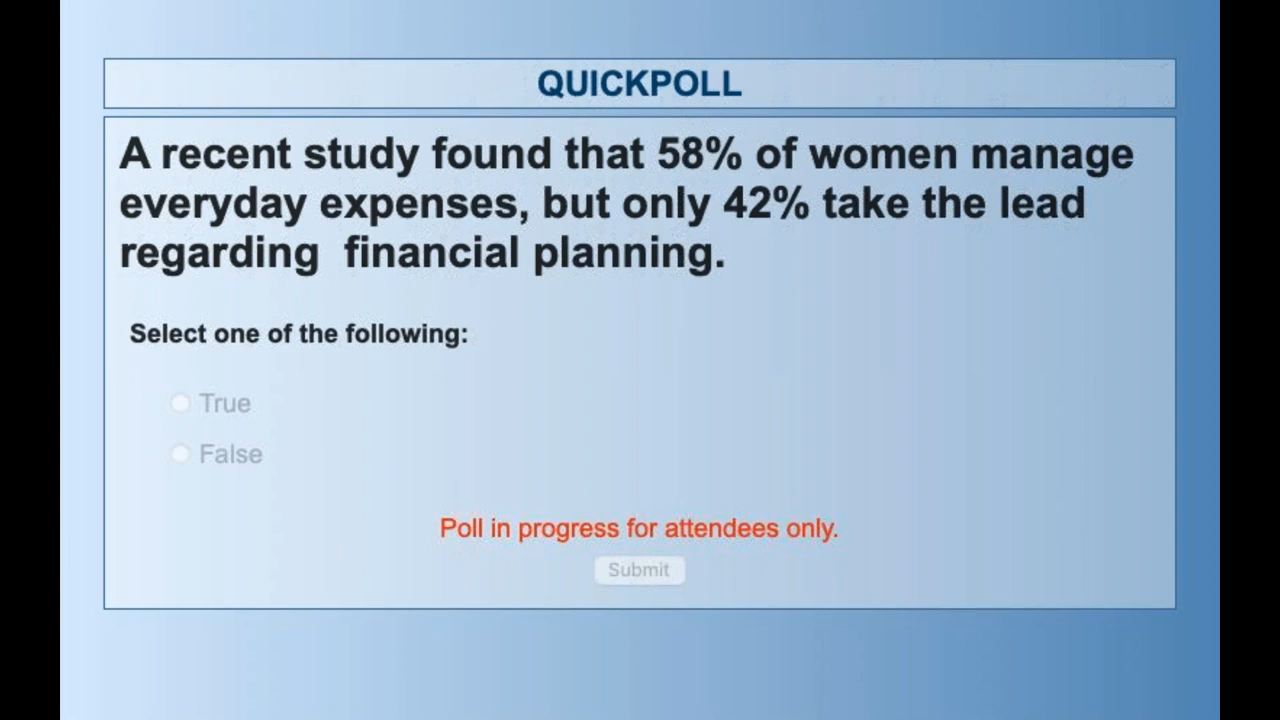 QUICKPOLL
A recent study found that 58% of women manage
everyday expenses, but only 42% take the lead
regarding  financial planning.
Select one of the following:
True
False
Poll in progress for attendees only.
Submit